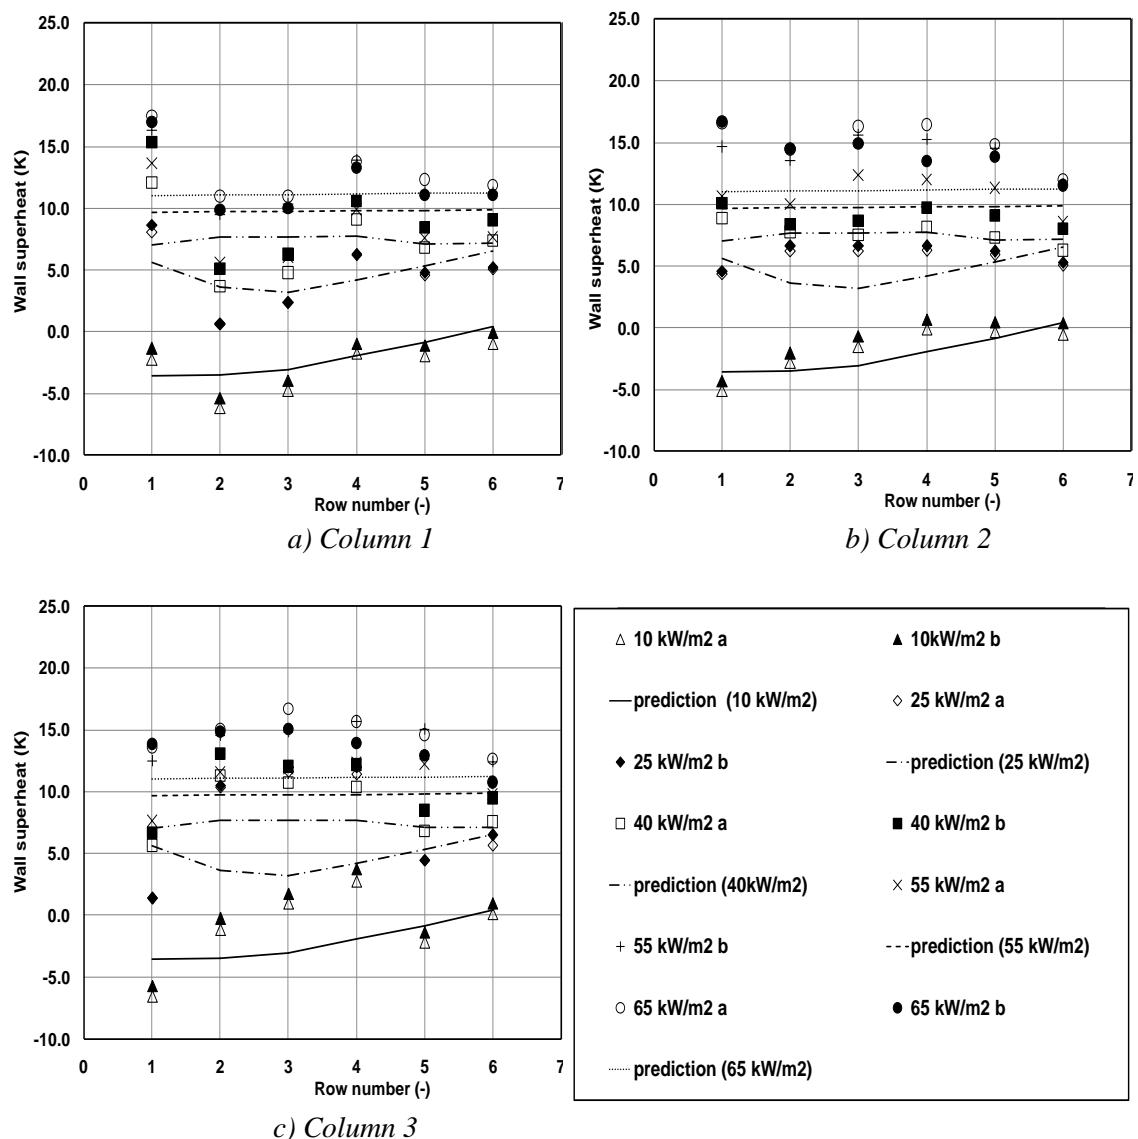 25.0
20.0
15.0
10.0
5.0
0.0
-5.0
-10.0
Wall superheat (K)
0 1 2 3 4 5 6 7
Row number (-)
a) Column 1
25.0
20.0
15.0
10.0
5.0
0.0
-5.0
-10.0
Wall superheat (K)
0 1 2 3 4 5 6 7
Row number (-)
b) Column 2
25.0
20.0
15.0
10.0
5.0
0.0
-5.0
-10.0
Wall superheat (K)
0 1 2 3 4 5 6 7
Row number (-)
c) Column 3
10 kW/m2 a
10kW/m2 b
prediction (10 kW/m2)
25 kW/m2 a
25 kW/m2 b
prediction (25 kW/m2)
40 kW/m2 a
40 kW/m2 b
prediction (40kW/m2)
55 kW/m2 a
55 kW/m2 b
prediction (55 kW/m2)
65 kW/m2 a
65 kW/m2 b
prediction (65 kW/m2)